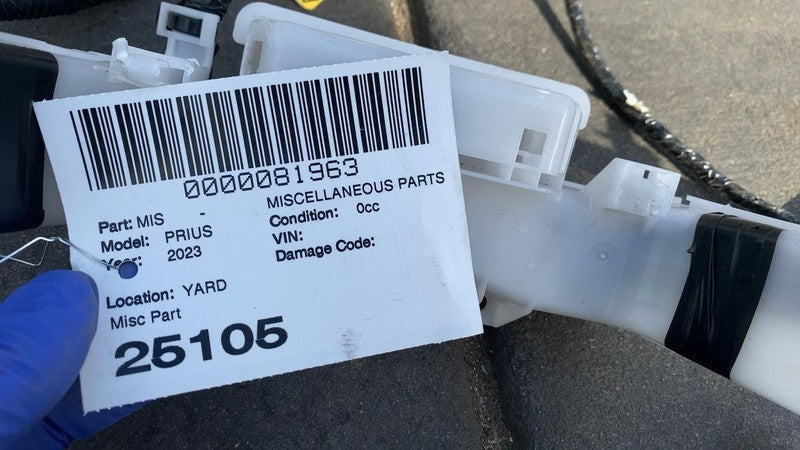 0000081963
Part: MIS - MISCELLANEOUS PARTS
Model: PRIUS Condition: 0cc
Year: 2023 VIN:
Damage Code:
Location: YARD
Misc Part
25105